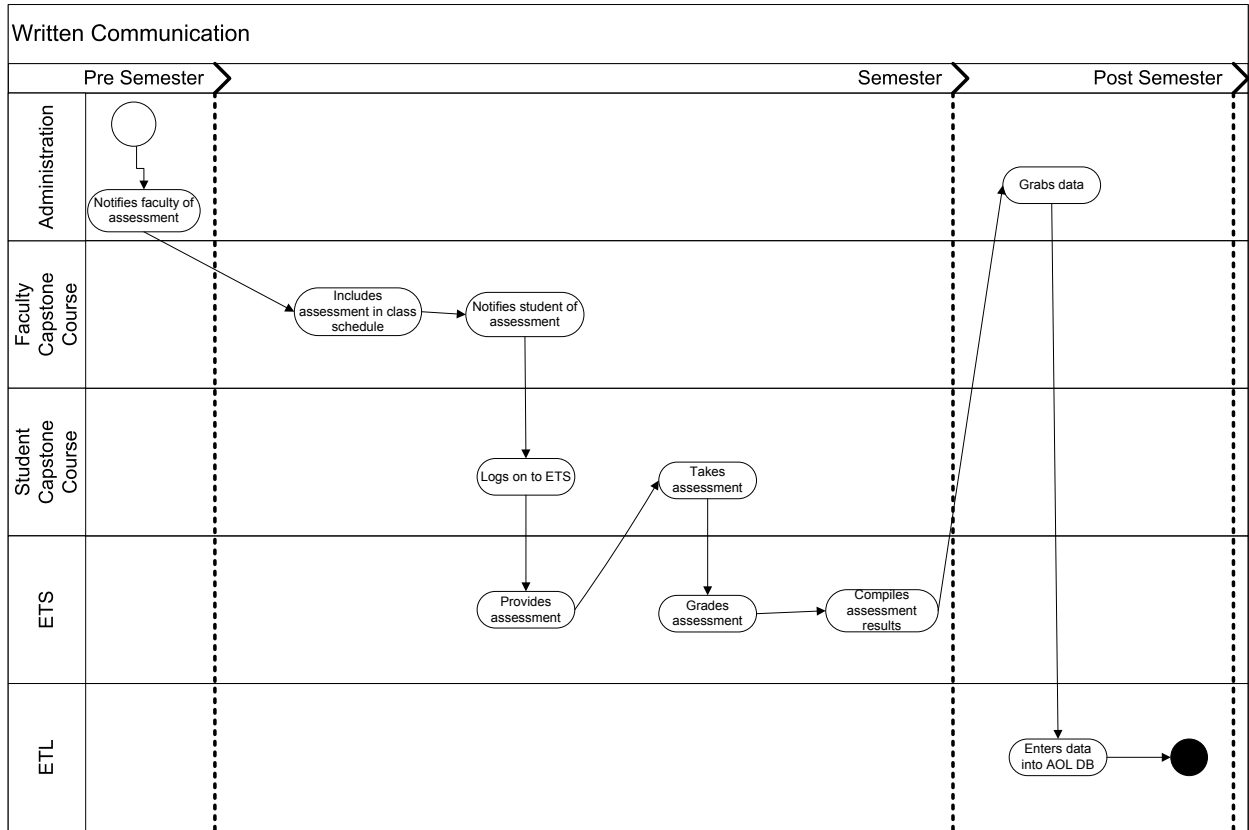 Written Communication
Pre Semester
Semester
Post Semester
Administration
Notifies faculty of
assessment
Grabs data
Faculty
Capstone
Course
Includes
assessment in class
schedule
Notifies student of
assessment
Student
Capstone
Course
Logs on to ETS
Takes
assessment
ETS
Provides
assessment
Grades
assessment
Compiles
assessment
results
ETL
Enters data
into AOL DB